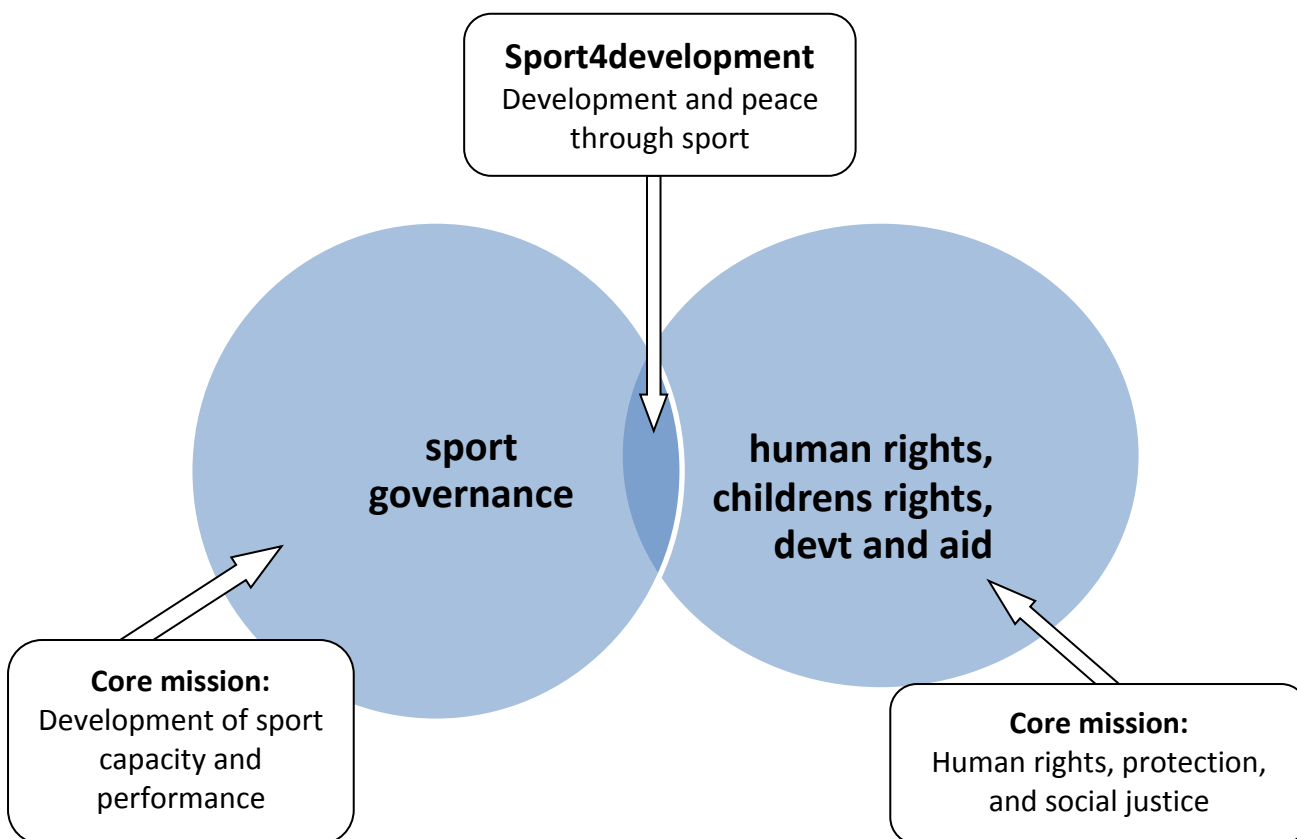 Sport4development
Development and peace
through sport
sport
governance
human rights,
childrens rights,
devt and aid
Core mission:
Development of sport
capacity and
performance
Core mission:
Human rights, protection,
and social justice